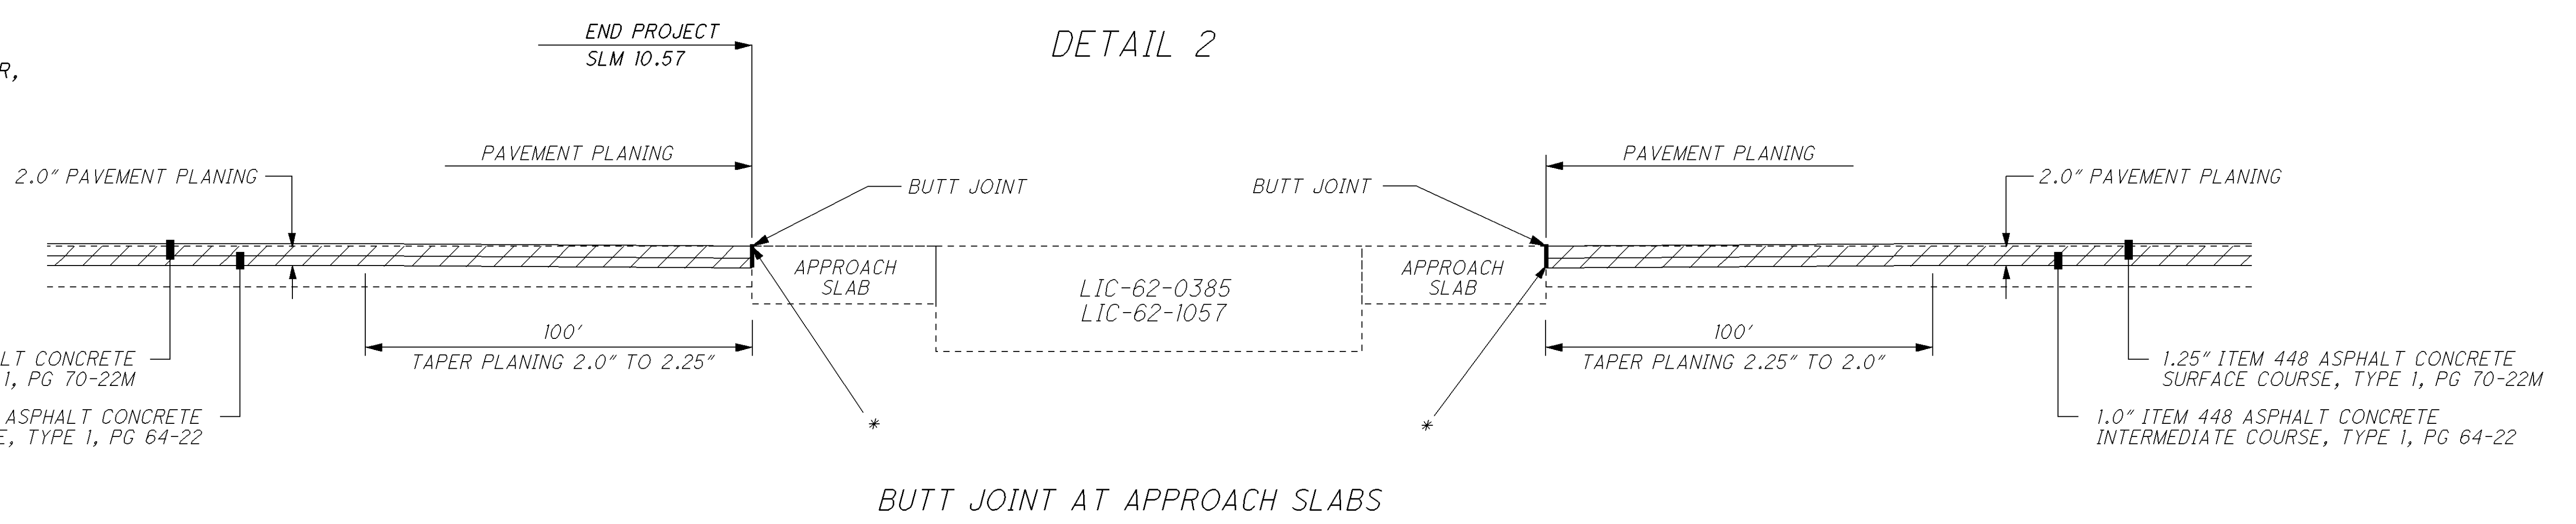 END PROJECT
SLM 10.57
DETAIL 2
R,
PAVEMENT PLANING
PAVEMENT PLANING
2.0" PAVEMENT PLANING
BUTT JOINT
BUTT JOINT
2.0" PAVEMENT PLANING
APPROACH
SLAB
LIC-62-0385
LIC-62-1057
APPROACH
SLAB
100'
TAPER PLANING 2.0" TO 2.25"
100'
TAPER PLANING 2.25" TO 2.0"
LT CONCRETE
1, PG 70-22M
ASPHALT CONCRETE
E, TYPE 1, PG 64-22
*
*
1.25" ITEM 448 ASPHALT CONCRETE
SURFACE COURSE, TYPE 1, PG 70-22M
1.0" ITEM 448 ASPHALT CONCRETE
INTERMEDIATE COURSE, TYPE 1, PG 64-22
BUTT JOINT AT APPROACH SLABS